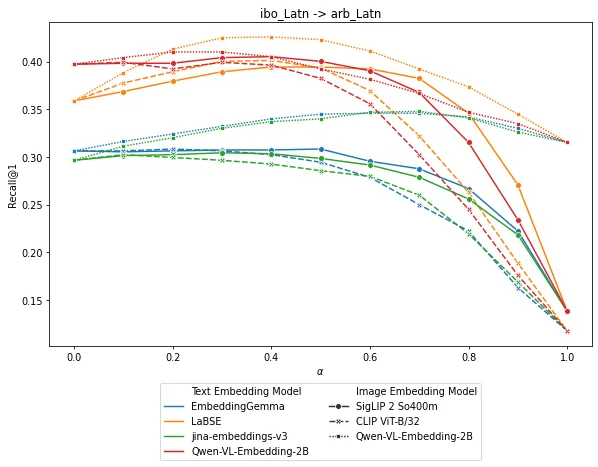 ibo_Latn -> arb_Latn
Recall@1
0.40
0.35
0.30
0.25
0.20
0.15
0.0 0.2 0.4 0.6 0.8 1.0
α
Text Embedding Model Image Embedding Model
EmbeddingGemma SigLIP 2 So400m
LaBSE CLIP ViT-B/32
jina-embeddings-v3 Qwen-VL-Embedding-2B
Qwen-VL-Embedding-2B